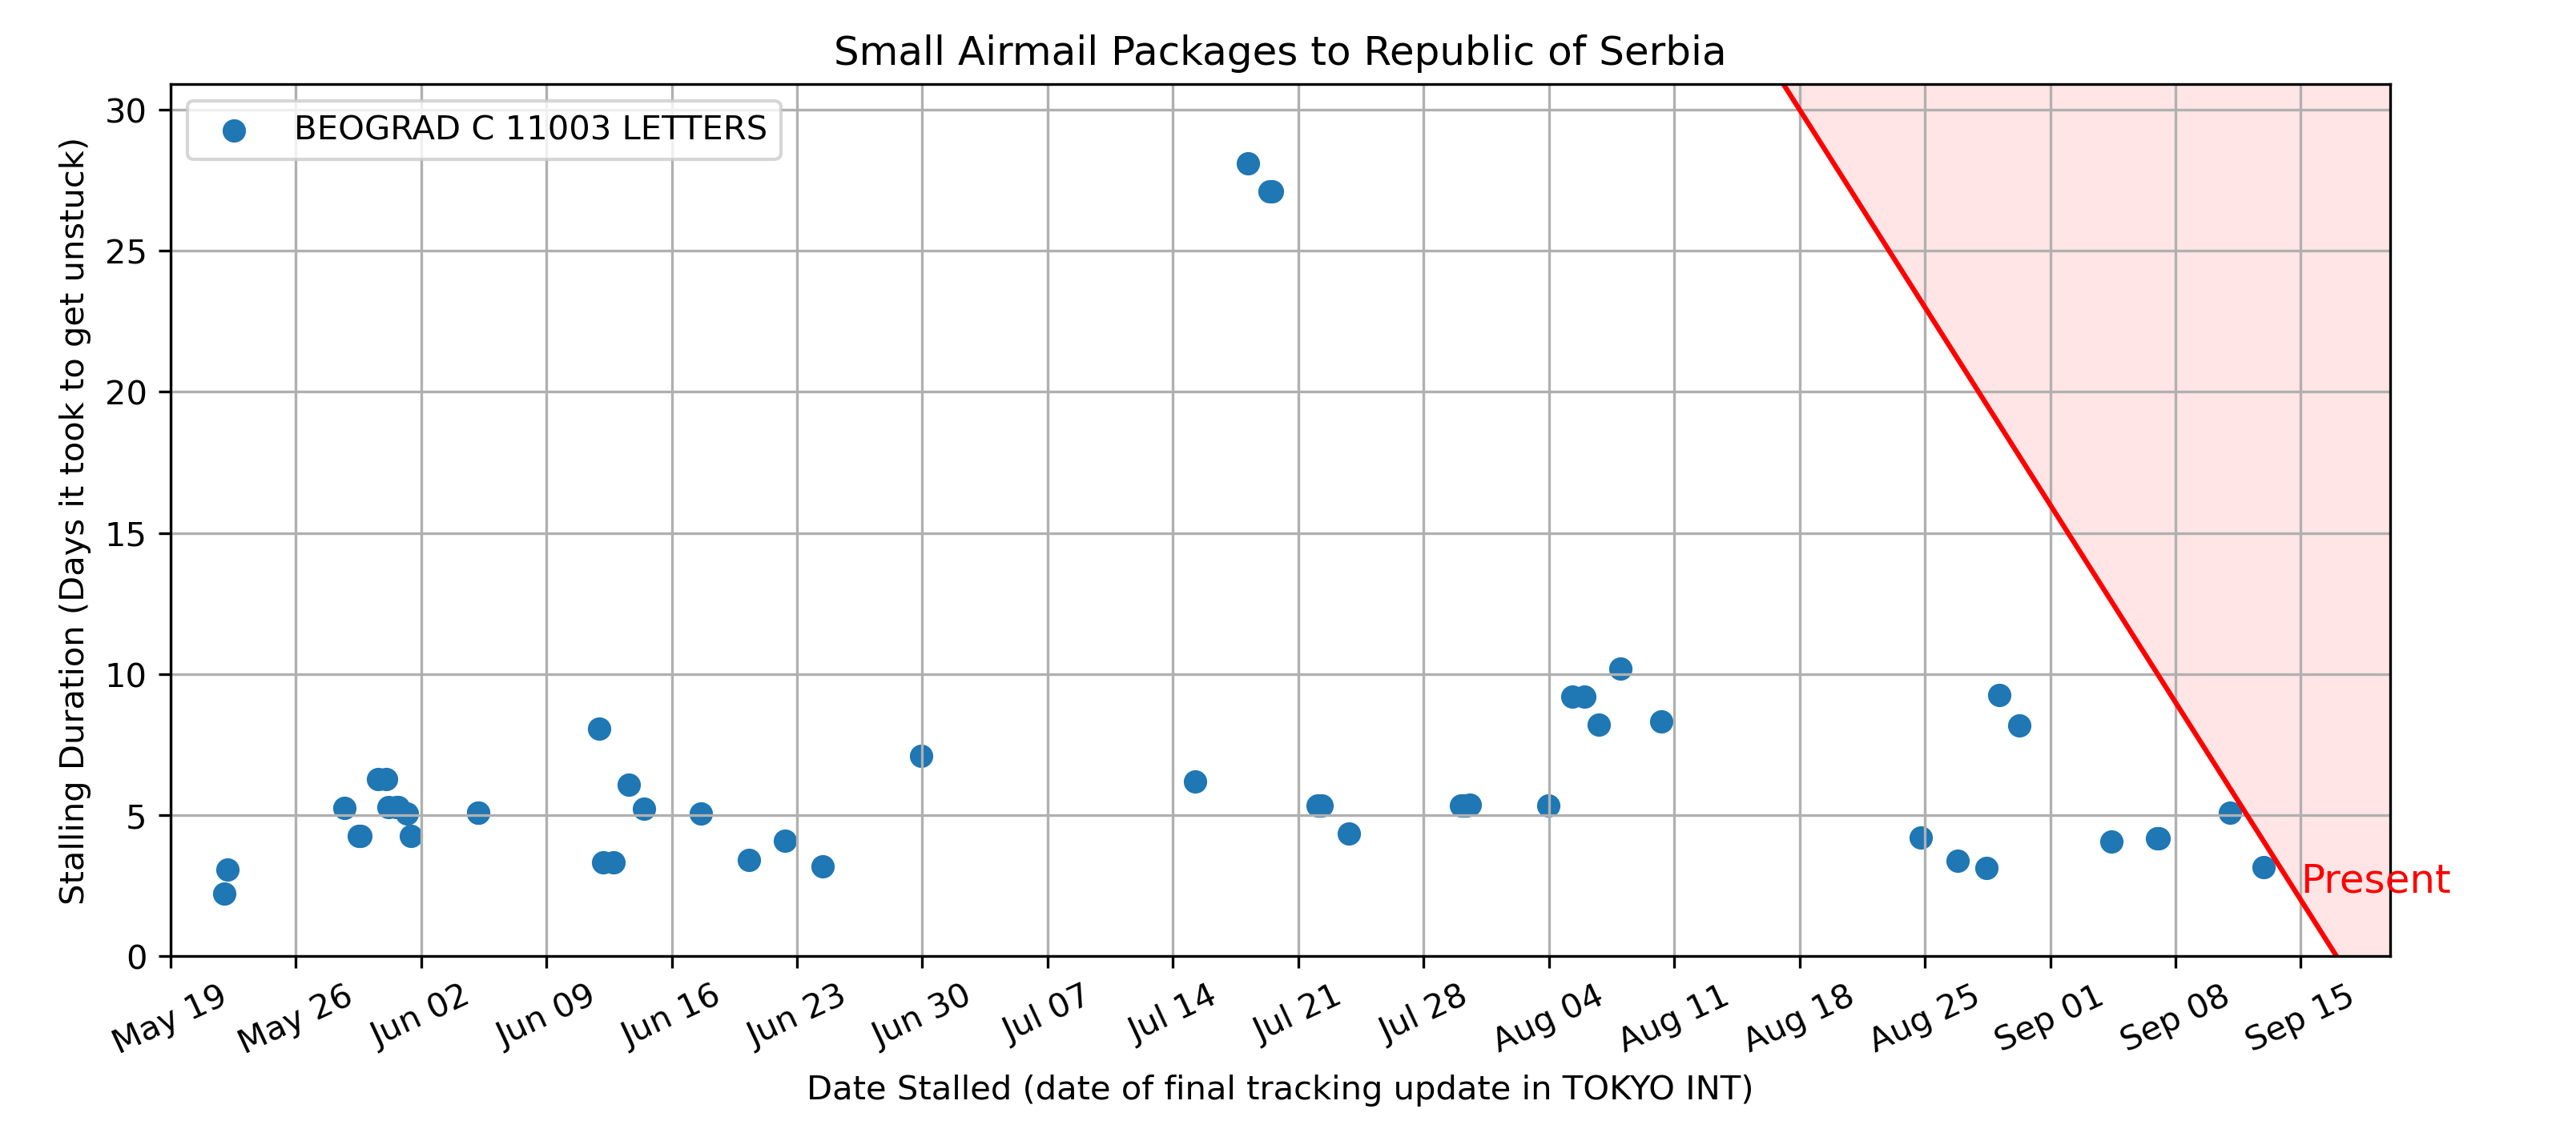 Small Airmail Packages to Republic of Serbia
BEOGRAD C 11003 LETTERS
Stalling Duration (Days it took to get unstuck)
30
25
20
15
10
5
0
Present
May 19
May 26
Jun 02
Jun 09
Jun 16
Jun 23
Jun 30
Jul 07
Jul 14
Jul 21
Jul 28
Aug 04
Aug 11
Aug 18
Aug 25
Sep 01
Sep 08
Sep 15
Date Stalled (date of final tracking update in TOKYO INT)